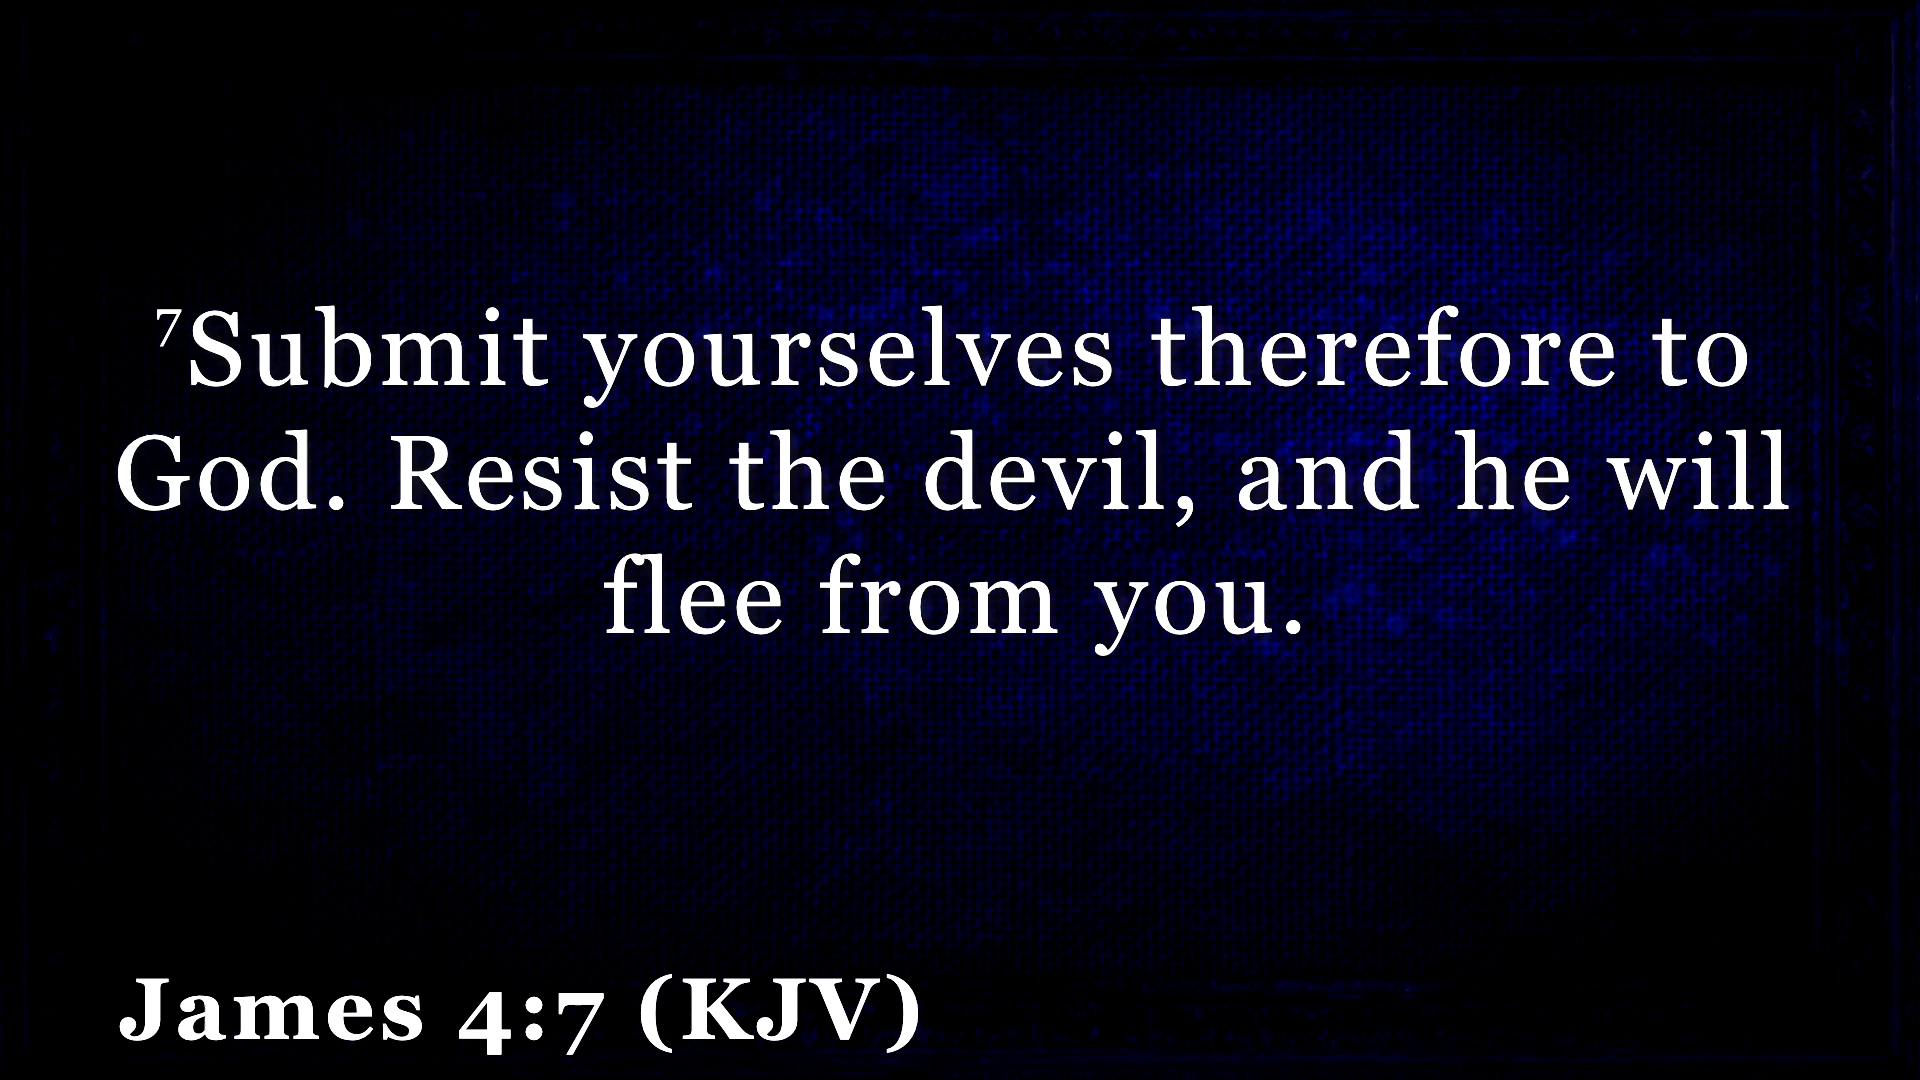 ⁷Submit yourselves therefore to
God. Resist the devil, and he will
flee from you.
James 4:7 (KJV)